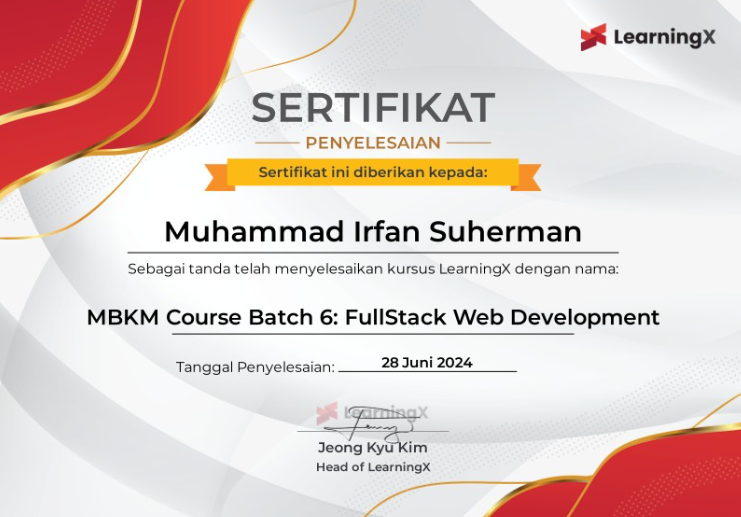 LearningX
SERTIFIKAT
PENYELESAIAN
Sertifikat ini diberikan kepada:
Muhammad Irfan Suherman
Sebagai tanda telah menyelesaikan kursus LearningX dengan nama:
MBKM Course Batch 6: FullStack Web Development
Tanggal Penyelesaian: 28 Juni 2024
LearningX
Jeong Kyu Kim
Head of LearningX